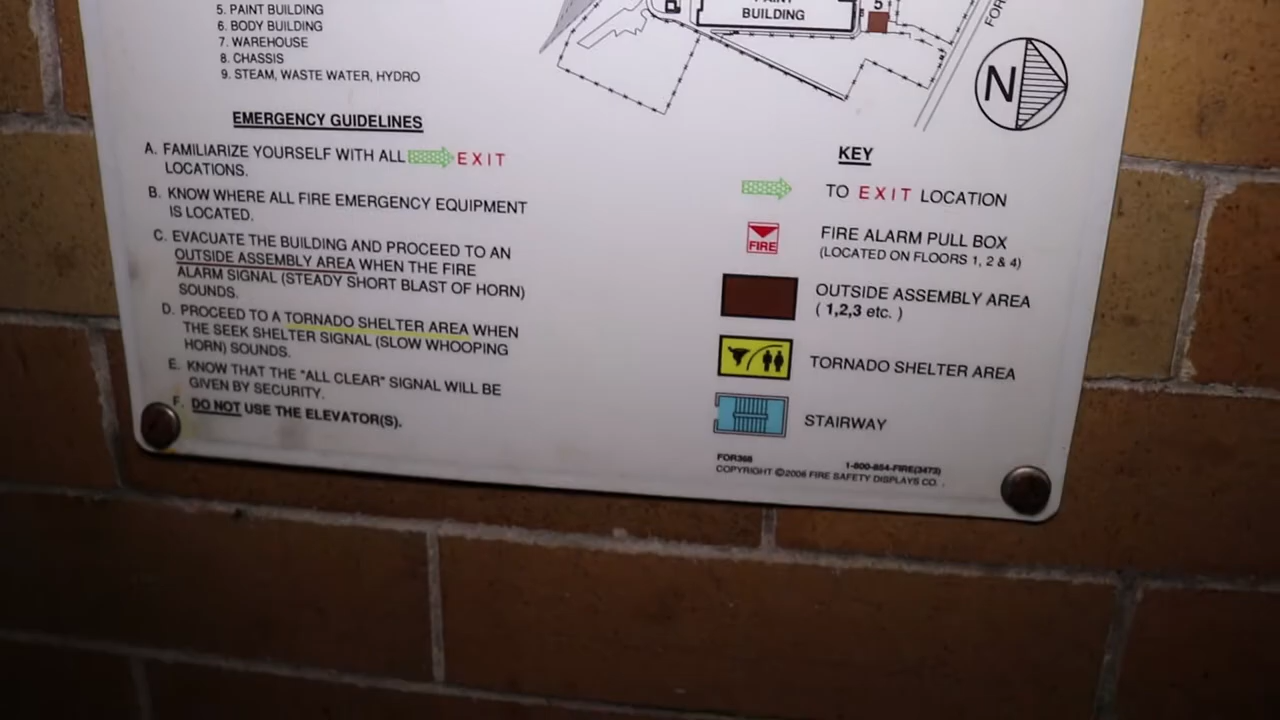 5. PAINT BUILDING
6. BODY BUILDING
7. WAREHOUSE
8. CHASSIS
9. STEAM, WASTE WATER, HYDRO
EMERGENCY GUIDELINES
A. FAMILIARIZE YOURSELF WITH ALL EXIT
LOCATIONS.
B. KNOW WHERE ALL FIRE EMERGENCY EQUIPMENT
IS LOCATED.
C. EVACUATE THE BUILDING AND PROCEED TO AN
OUTSIDE ASSEMBLY AREA WHEN THE FIRE
ALARM SIGNAL (STEADY SHORT BLAST OF HORN)
SOUNDS.
D. PROCEED TO A TORNADO SHELTER AREA WHEN
THE SEEK SHELTER SIGNAL (SLOW WHOOPING
HORN) SOUNDS.
E. KNOW THAT THE "ALL CLEAR" SIGNAL WILL BE
GIVEN BY SECURITY.
F. DO NOT USE THE ELEVATOR(S).
PAINT
BUILDING
5
FOR
N
KEY
TO EXIT LOCATION
FIRE
FIRE ALARM PULL BOX
(LOCATED ON FLOORS 1, 2 & 4)
OUTSIDE ASSEMBLY AREA
( 1,2,3 etc. )
TORNADO SHELTER AREA
STAIRWAY
FOR368 1-800-854-FIRE(3473)
COPYRIGHT ©2006 FIRE SAFETY DISPLAYS CO.